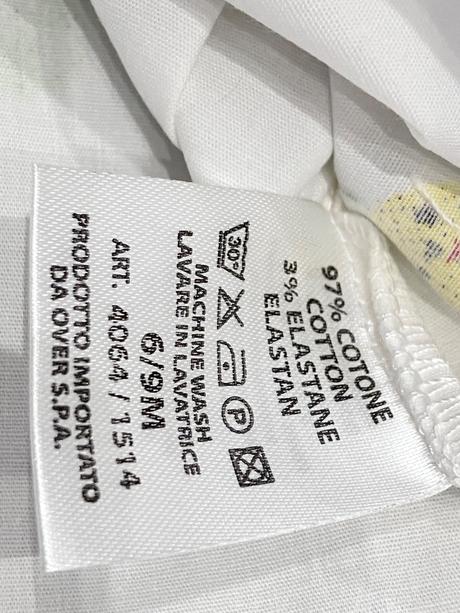 97% COTONE
COTTON
3% ELASTANE
ELASTAN
30°
P
MACHINE WASH
LAVARE IN LAVATRICE
6/9M
ART. 4064/1514
PRODOTTO IMPORTATO
DA OVER S.P.A.